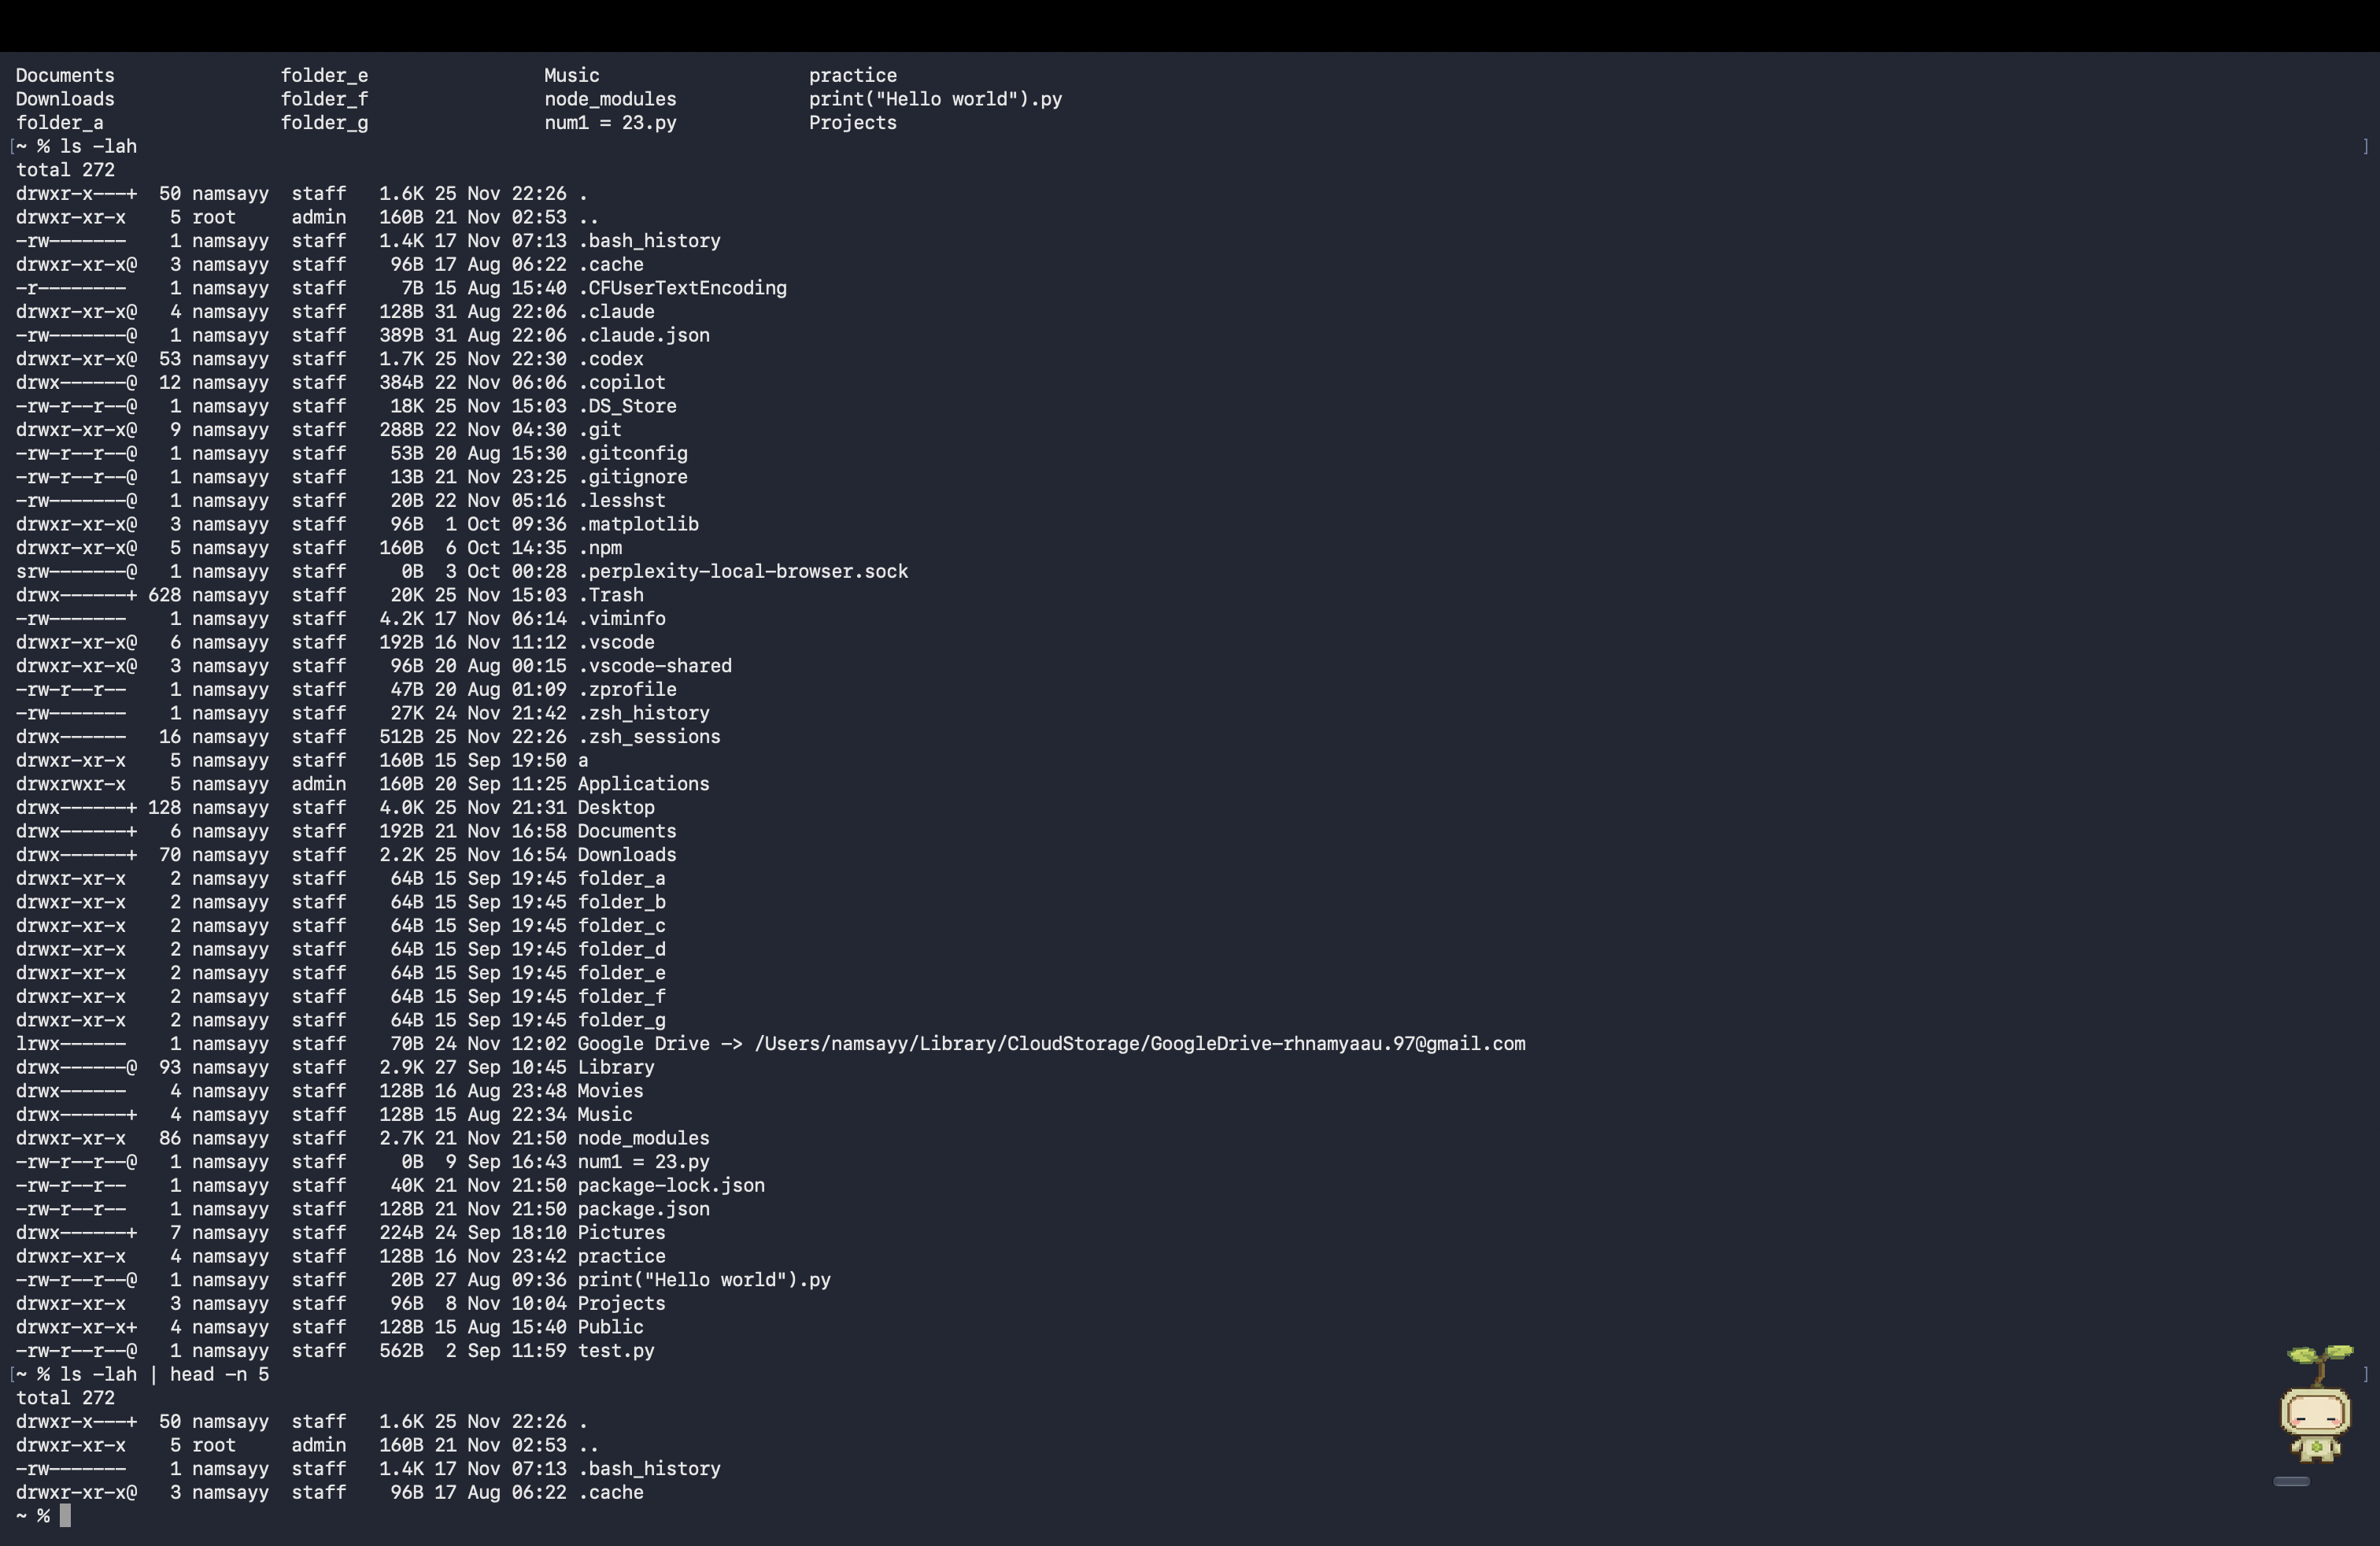 Documents folder_e Music practice
Downloads folder_f node_modules print("Hello world").py
folder_a folder_g num1 = 23.py Projects
[~ % ls -lah ]
total 272
drwxr-x---+  50 namsayy  staff   1.6K 25 Nov 22:26 .
drwxr-xr-x    5 root     admin   160B 21 Nov 02:53 ..
-rw-------    1 namsayy  staff   1.4K 17 Nov 07:13 .bash_history
drwxr-xr-x@   3 namsayy  staff    96B 17 Aug 06:22 .cache
-r--------    1 namsayy  staff     7B 15 Aug 15:40 .CFUserTextEncoding
drwxr-xr-x@   4 namsayy  staff   128B 31 Aug 22:06 .claude
-rw-------@   1 namsayy  staff   389B 31 Aug 22:06 .claude.json
drwxr-xr-x@  53 namsayy  staff   1.7K 25 Nov 22:30 .codex
drwx------@  12 namsayy  staff   384B 22 Nov 06:06 .copilot
-rw-r--r--@   1 namsayy  staff    18K 25 Nov 15:03 .DS_Store
drwxr-xr-x@   9 namsayy  staff   288B 22 Nov 04:30 .git
-rw-r--r--@   1 namsayy  staff    53B 20 Aug 15:30 .gitconfig
-rw-r--r--@   1 namsayy  staff    13B 21 Nov 23:25 .gitignore
-rw-------@   1 namsayy  staff    20B 22 Nov 05:16 .lesshst
drwxr-xr-x@   3 namsayy  staff    96B  1 Oct 09:36 .matplotlib
drwxr-xr-x@   5 namsayy  staff   160B  6 Oct 14:35 .npm
srw-------@   1 namsayy  staff     0B  3 Oct 00:28 .perplexity-local-browser.sock
drwx------+ 628 namsayy  staff    20K 25 Nov 15:03 .Trash
-rw-------    1 namsayy  staff   4.2K 17 Nov 06:14 .viminfo
drwxr-xr-x@   6 namsayy  staff   192B 16 Nov 11:12 .vscode
drwxr-xr-x@   3 namsayy  staff    96B 20 Aug 00:15 .vscode-shared
-rw-r--r--    1 namsayy  staff    47B 20 Aug 01:09 .zprofile
-rw-------    1 namsayy  staff    27K 24 Nov 21:42 .zsh_history
drwx------   16 namsayy  staff   512B 25 Nov 22:26 .zsh_sessions
drwxr-xr-x    5 namsayy  staff   160B 15 Sep 19:50 a
drwxrwxr-x    5 namsayy  admin   160B 20 Sep 11:25 Applications
drwx------+ 128 namsayy  staff   4.0K 25 Nov 21:31 Desktop
drwx------+   6 namsayy  staff   192B 21 Nov 16:58 Documents
drwx------+  70 namsayy  staff   2.2K 25 Nov 16:54 Downloads
drwxr-xr-x    2 namsayy  staff    64B 15 Sep 19:45 folder_a
drwxr-xr-x    2 namsayy  staff    64B 15 Sep 19:45 folder_b
drwxr-xr-x    2 namsayy  staff    64B 15 Sep 19:45 folder_c
drwxr-xr-x    2 namsayy  staff    64B 15 Sep 19:45 folder_d
drwxr-xr-x    2 namsayy  staff    64B 15 Sep 19:45 folder_e
drwxr-xr-x    2 namsayy  staff    64B 15 Sep 19:45 folder_f
drwxr-xr-x    2 namsayy  staff    64B 15 Sep 19:45 folder_g
lrwx------    1 namsayy  staff    70B 24 Nov 12:02 Google Drive -> /Users/namsayy/Library/CloudStorage/GoogleDrive-rhnamyaau.97@gmail.com
drwx------@  93 namsayy  staff   2.9K 27 Sep 10:45 Library
drwx------    4 namsayy  staff   128B 16 Aug 23:48 Movies
drwx------+   4 namsayy  staff   128B 15 Aug 22:34 Music
drwxr-xr-x   86 namsayy  staff   2.7K 21 Nov 21:50 node_modules
-rw-r--r--@   1 namsayy  staff     0B  9 Sep 16:43 num1 = 23.py
-rw-r--r--    1 namsayy  staff    40K 21 Nov 21:50 package-lock.json
-rw-r--r--    1 namsayy  staff   128B 21 Nov 21:50 package.json
drwx------+   7 namsayy  staff   224B 24 Sep 18:10 Pictures
drwxr-xr-x    4 namsayy  staff   128B 16 Nov 23:42 practice
-rw-r--r--@   1 namsayy  staff    20B 27 Aug 09:36 print("Hello world").py
drwxr-xr-x    3 namsayy  staff    96B  8 Nov 10:04 Projects
drwxr-xr-x+   4 namsayy  staff   128B 15 Aug 15:40 Public
-rw-r--r--@   1 namsayy  staff   562B  2 Sep 11:59 test.py
[~ % ls -lah | head -n 5 ]
total 272
drwxr-x---+  50 namsayy  staff   1.6K 25 Nov 22:26 .
drwxr-xr-x    5 root     admin   160B 21 Nov 02:53 ..
-rw-------    1 namsayy  staff   1.4K 17 Nov 07:13 .bash_history
drwxr-xr-x@   3 namsayy  staff    96B 17 Aug 06:22 .cache
~ %